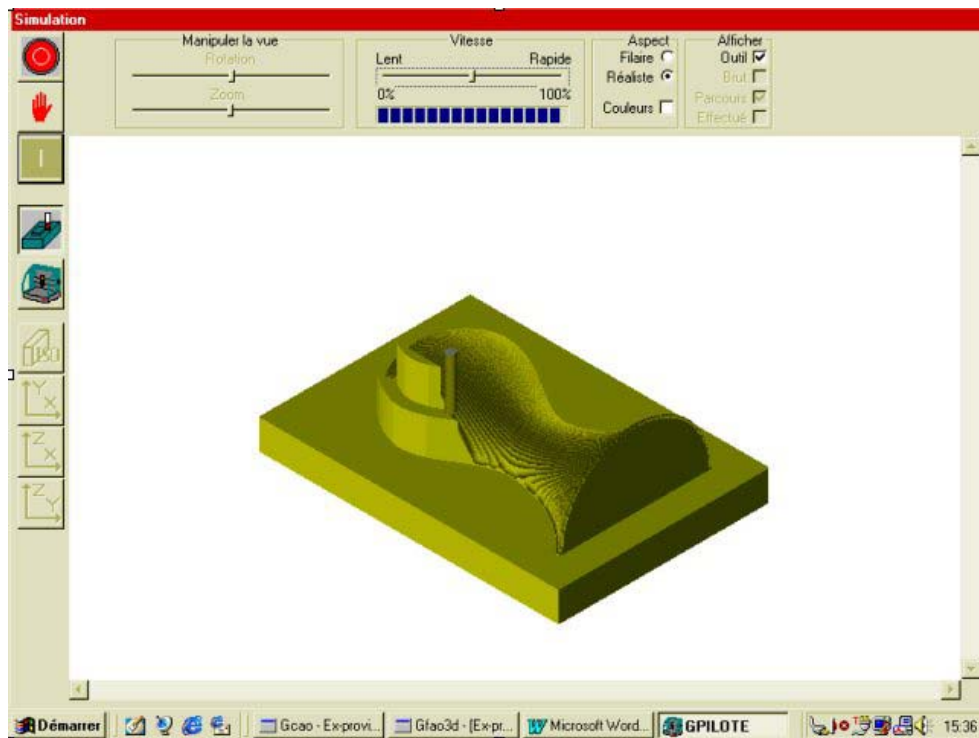 Simulation
Manipuler la vue
Rotation
Zoom
Vitesse
Lent Rapide
0% 100%
Aspect
Filaire
Réaliste
Couleurs
Afficher
Outil
Brut
Parcours
Effectué
I
ISO
Y
X
Z
X
Z
Y
Démarrer
Gcao - Ex-provi...
Gfao3d - [Ex-pr...
Microsoft Word...
GPILOTE
15:36